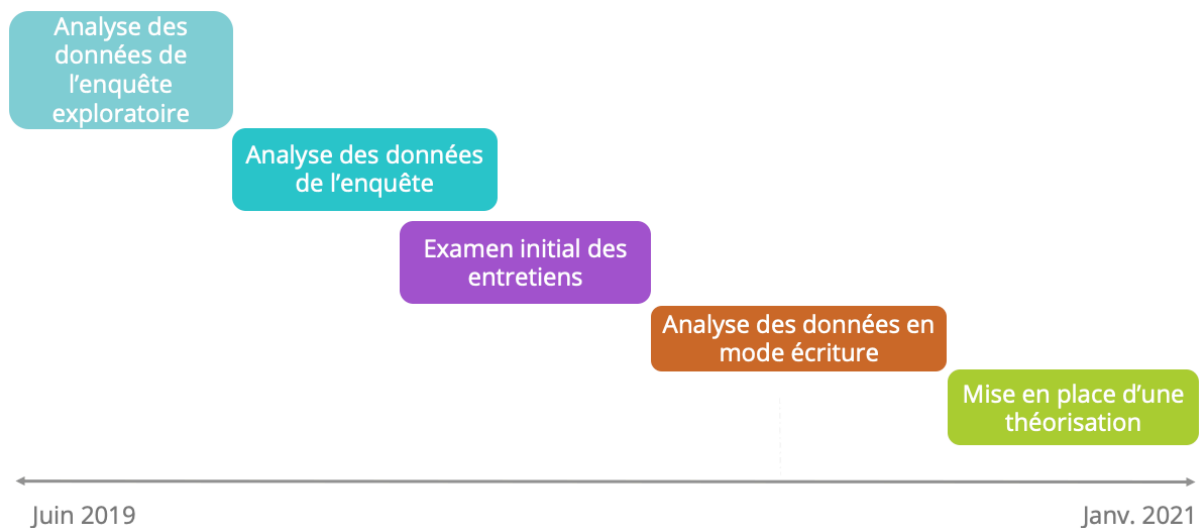 Analyse des
données de
l’enquête
exploratoire
Analyse des données
de l’enquête
Examen initial des
entretiens
Analyse des données en
mode écriture
Mise en place d’une
théorisation
Juin 2019
Janv. 2021